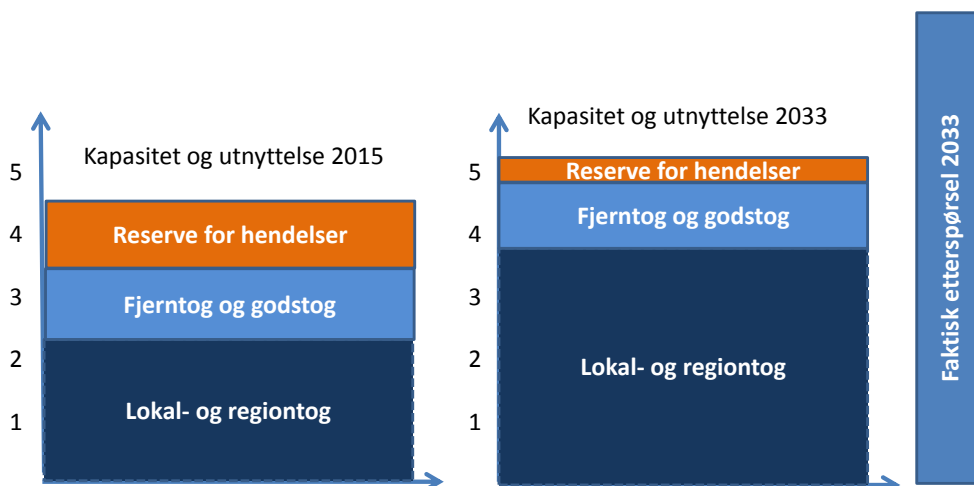 Kapasitet og utnyttelse 2015
5
4
3
2
1
Reserve for hendelser
Fjerntog og godstog
Lokal- og regiontog
Kapasitet og utnyttelse 2033
5
4
3
2
1
Reserve for hendelser
Fjerntog og godstog
Lokal- og regiontog
Faktisk etterspørsel 2033